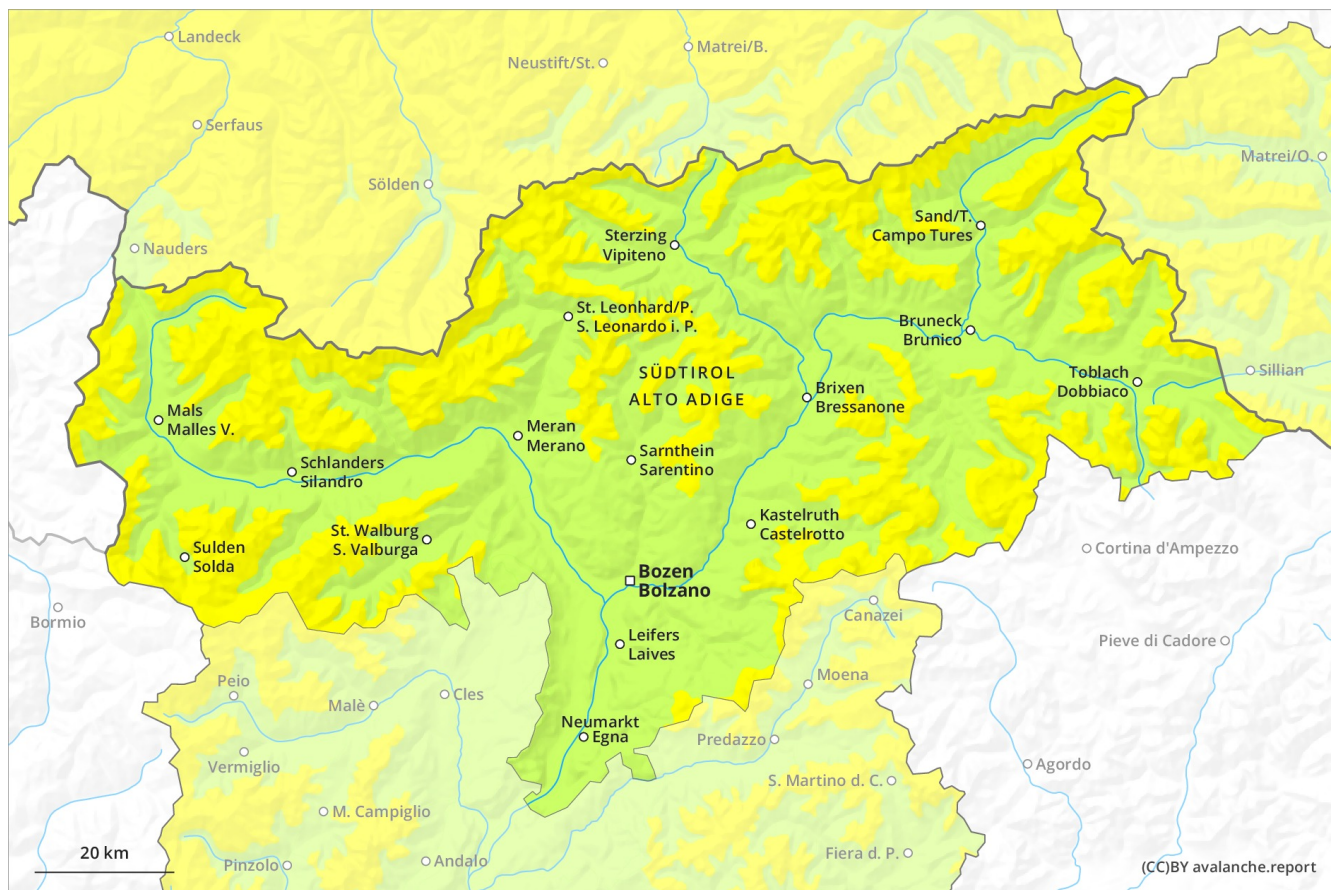 Landeck
Matrei/B.
Neustift/St.
Serfaus
Matrei/O.
Sölden
Sand/T.
Campo Tures
Sterzing
Vipiteno
Nauders
St. Leonhard/P.
S. Leonardo i. P.
Bruneck
Brunico
SÜDTIROL
ALTO ADIGE
Toblach
Dobbiaco
Sillian
Brixen
Bressanone
Mals
Malles V.
Meran
Merano
Sarnthein
Sarentino
Schlanders
Silandro
Kastelruth
Castelrotto
St. Walburg
S. Valburga
Sulden
Solda
Cortina d'Ampezzo
Bozen
Bolzano
Bormio
Canazei
Leifers
Laives
Pieve di Cadore
Peio
Moena
Malè
Cles
Neumarkt
Egna
Predazzo
Vermiglio
Agordo
S. Martino d. C.
M. Campiglio
20 km
Pinzolo
Andalo
Fiera d. P.
(CC)BY avalanche.report